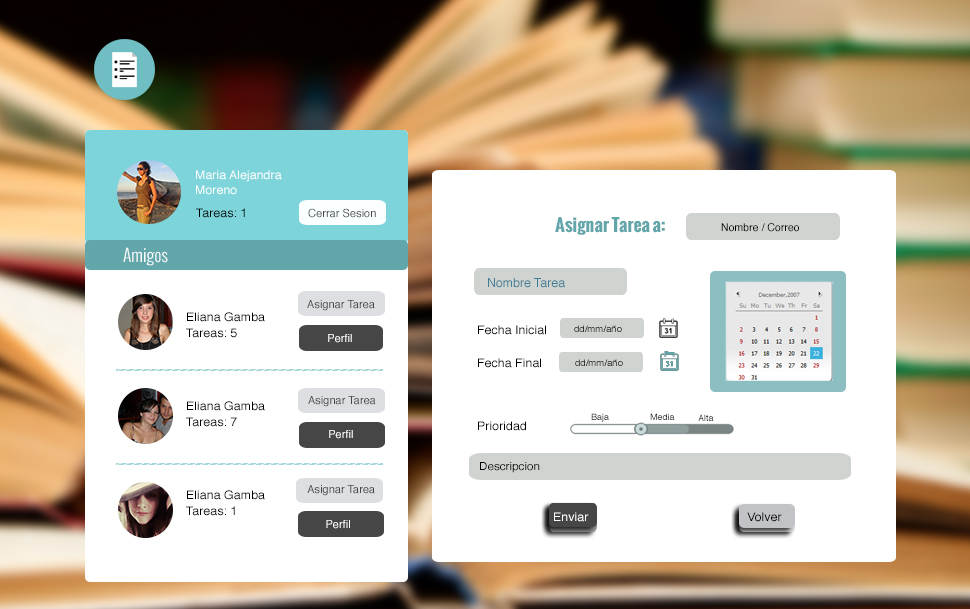 Maria Alejandra
Moreno
Tareas: 1
Cerrar Sesion
Amigos
Eliana Gamba
Tareas: 5
Asignar Tarea
Perfil
Eliana Gamba
Tareas: 7
Asignar Tarea
Perfil
Eliana Gamba
Tareas: 1
Asignar Tarea
Perfil
Asignar Tarea a:
Nombre / Correo
Nombre Tarea
Fecha Inicial
dd/mm/año
31
Fecha Final
dd/mm/año
31
December,2007
Su Mo Tu We Th Fr Sa
1
2 3 4 5 6 7 8
9 10 11 12 13 14 15
16 17 18 19 20 21 22
23 24 25 26 27 28 29
30 31
Prioridad
Baja Media Alta
Descripcion
Enviar
Volver